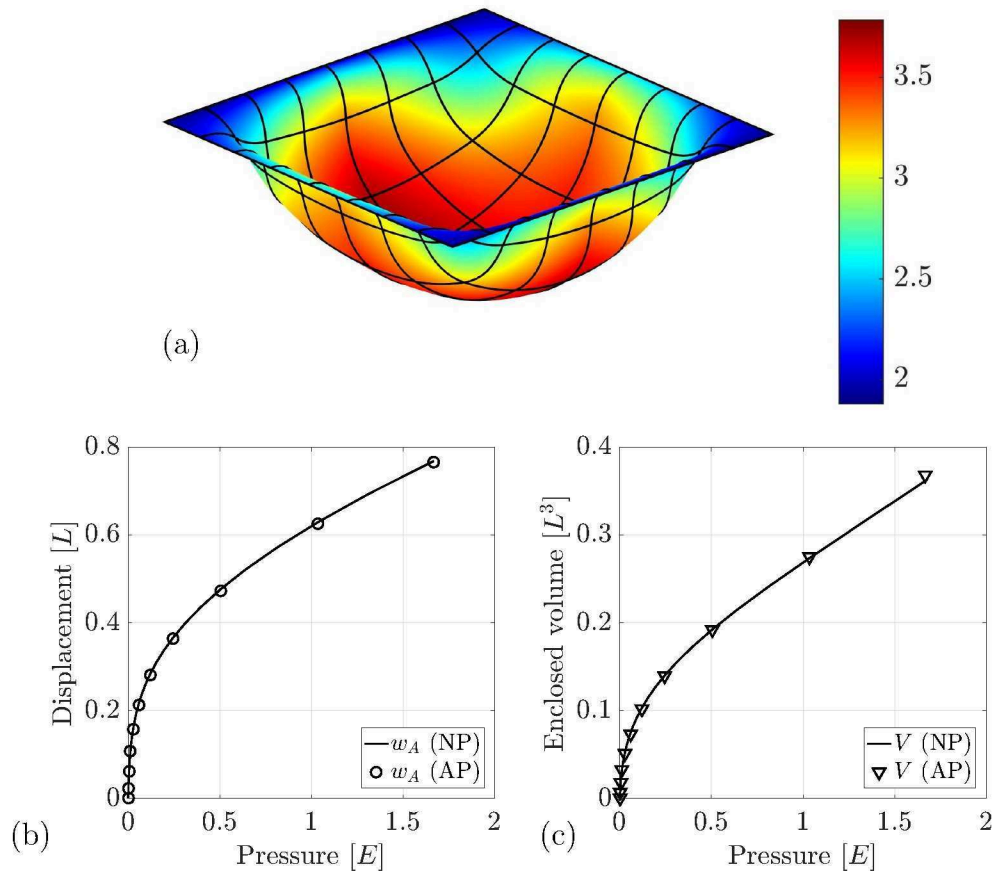 3.5
3
2.5
2
(a)
0.8
0.6
0.4
0.2
0
0
0.5
1
1.5
2
Displacement [L]
Pressure [E]
w_A (NP)
w_A (AP)
(b)
0.4
0.3
0.2
0.1
0
0
0.5
1
1.5
2
Enclosed volume [L^3]
Pressure [E]
V (NP)
V (AP)
(c)